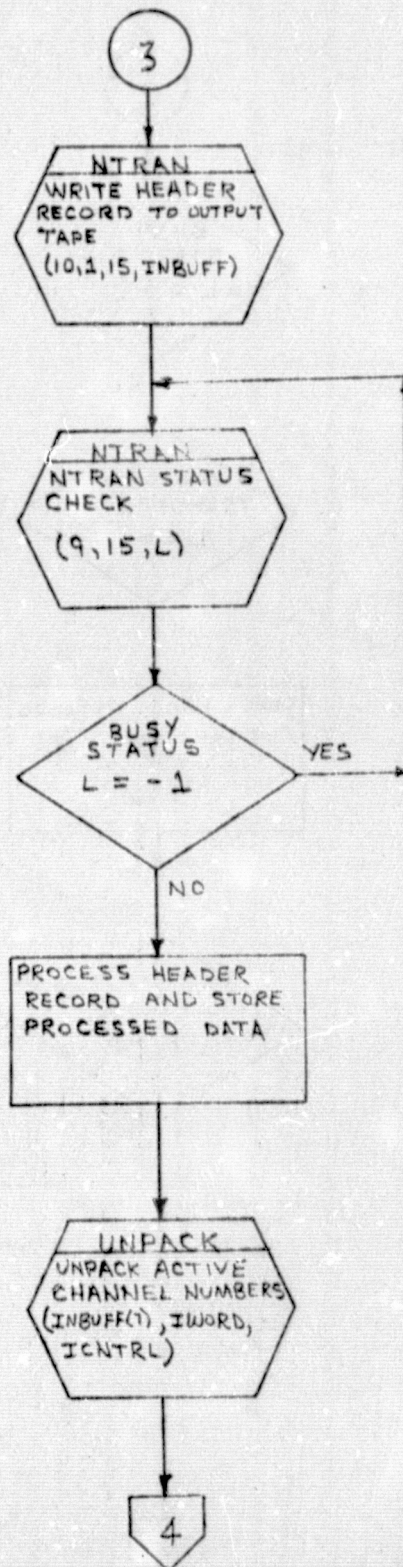 3
NTRAN
WRITE HEADER
RECORD TO OUTPUT
TAPE
(10,1,15,INBUFF)
NTRAN
NTRAN STATUS
CHECK
(9,15,L)
BUSY
STATUS
L = -1
YES
NO
PROCESS HEADER
RECORD AND STORE
PROCESSED DATA
UNPACK
UNPACK ACTIVE
CHANNEL NUMBERS
(INBUFF(7),IWORD,
ICNTRL)
4